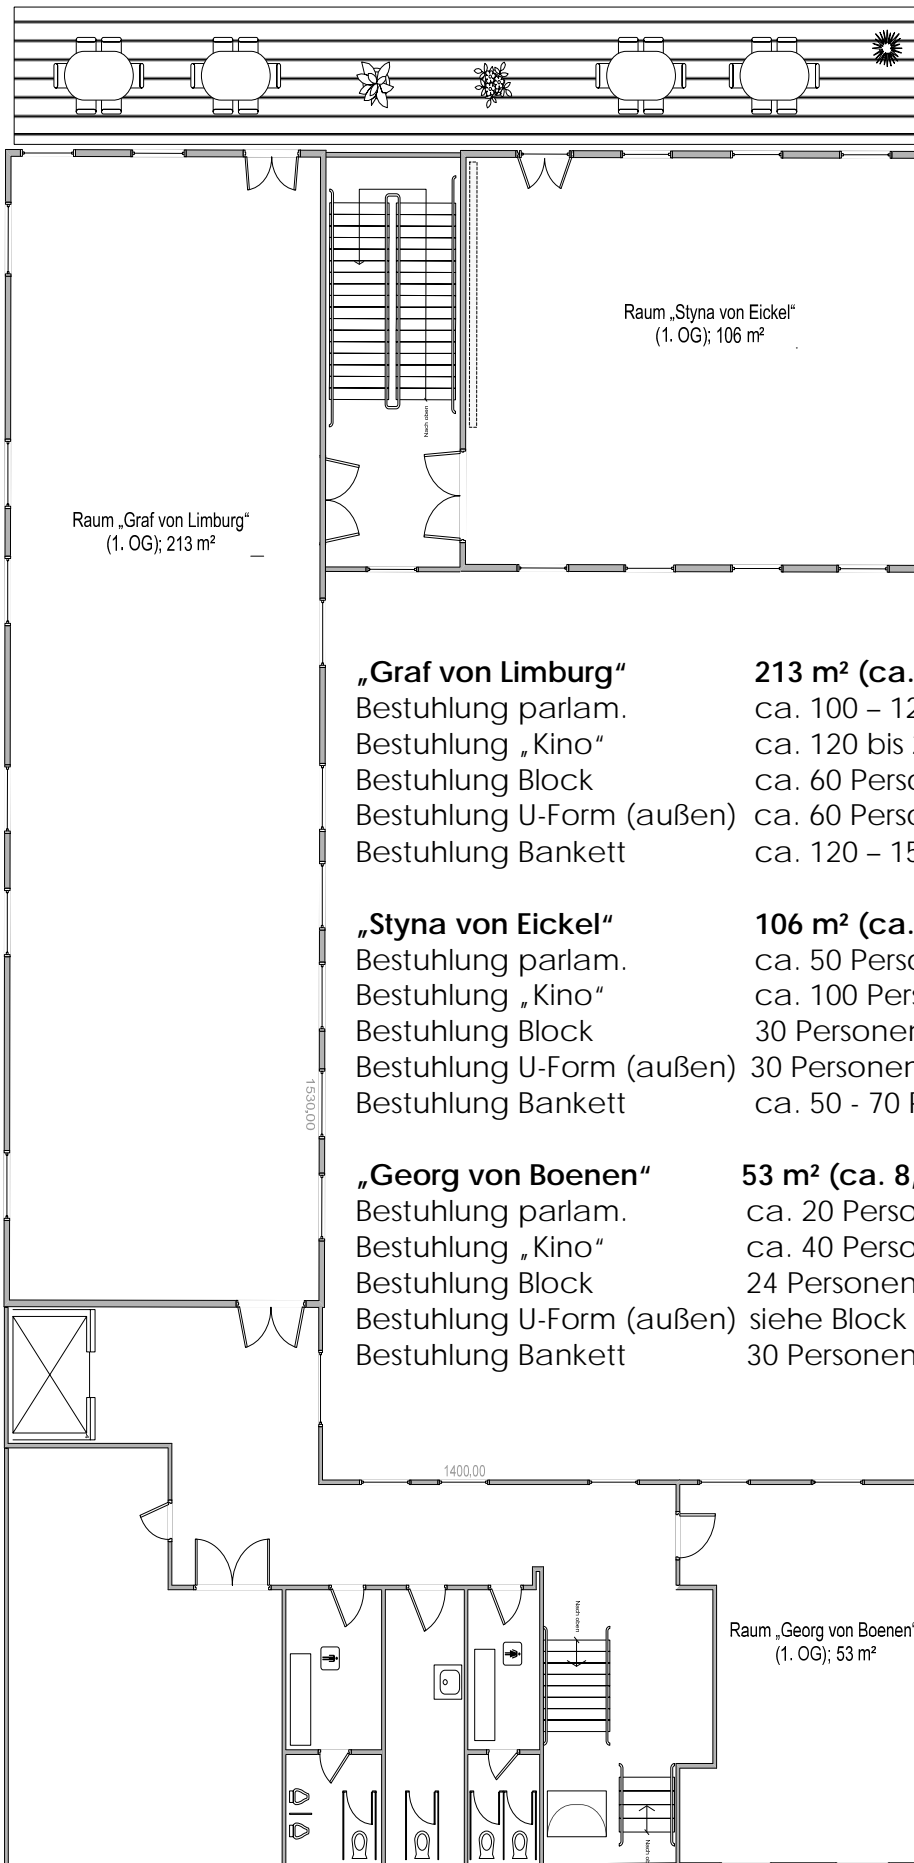 Raum „Styna von Eickel“
(1. OG); 106 m²
Nach oben
Raum „Graf von Limburg“
(1. OG); 213 m²
„Graf von Limburg“ 213 m² (ca.
Bestuhlung parlam. ca. 100 – 12
Bestuhlung „Kino“ ca. 120 bis
Bestuhlung Block ca. 60 Perso
Bestuhlung U-Form (außen) ca. 60 Perso
Bestuhlung Bankett ca. 120 – 15
„Styna von Eickel“ 106 m² (ca.
Bestuhlung parlam. ca. 50 Perso
Bestuhlung „Kino“ ca. 100 Pers
Bestuhlung Block 30 Personen
Bestuhlung U-Form (außen) 30 Personen
Bestuhlung Bankett ca. 50 - 70 P
1530,00
„Georg von Boenen“ 53 m² (ca. 8,
Bestuhlung parlam. ca. 20 Perso
Bestuhlung „Kino“ ca. 40 Perso
Bestuhlung Block 24 Personen
Bestuhlung U-Form (außen) siehe Block
Bestuhlung Bankett 30 Personen
1400,00
Nach oben
Raum „Georg von Boenen“
(1. OG); 53 m²
Nach ob